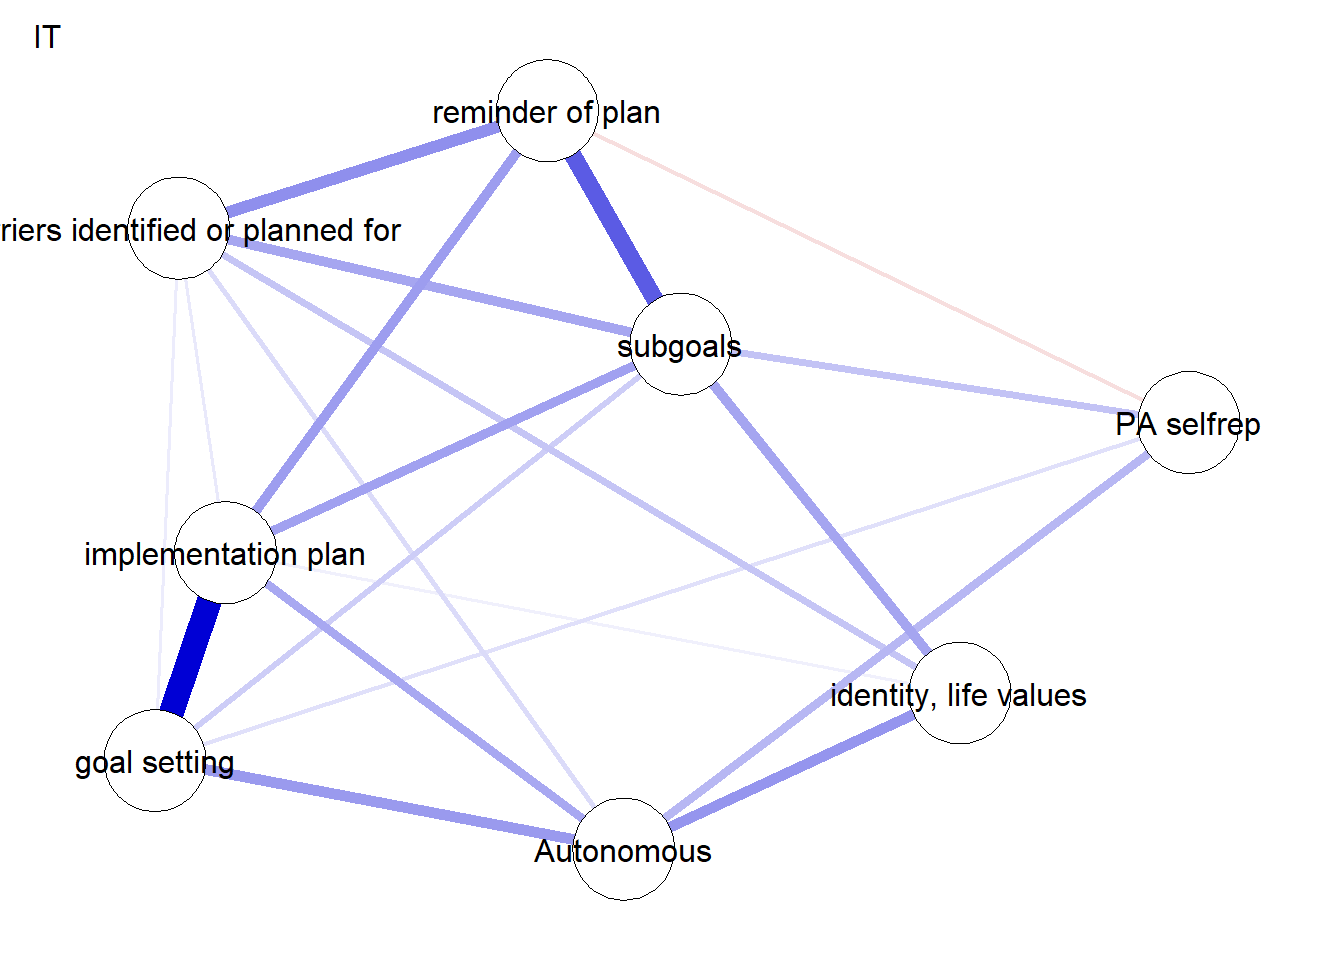 IT
reminder of plan
riers identified or planned for
subgoals
PA selfrep
implementation plan
identity, life values
goal setting
Autonomous